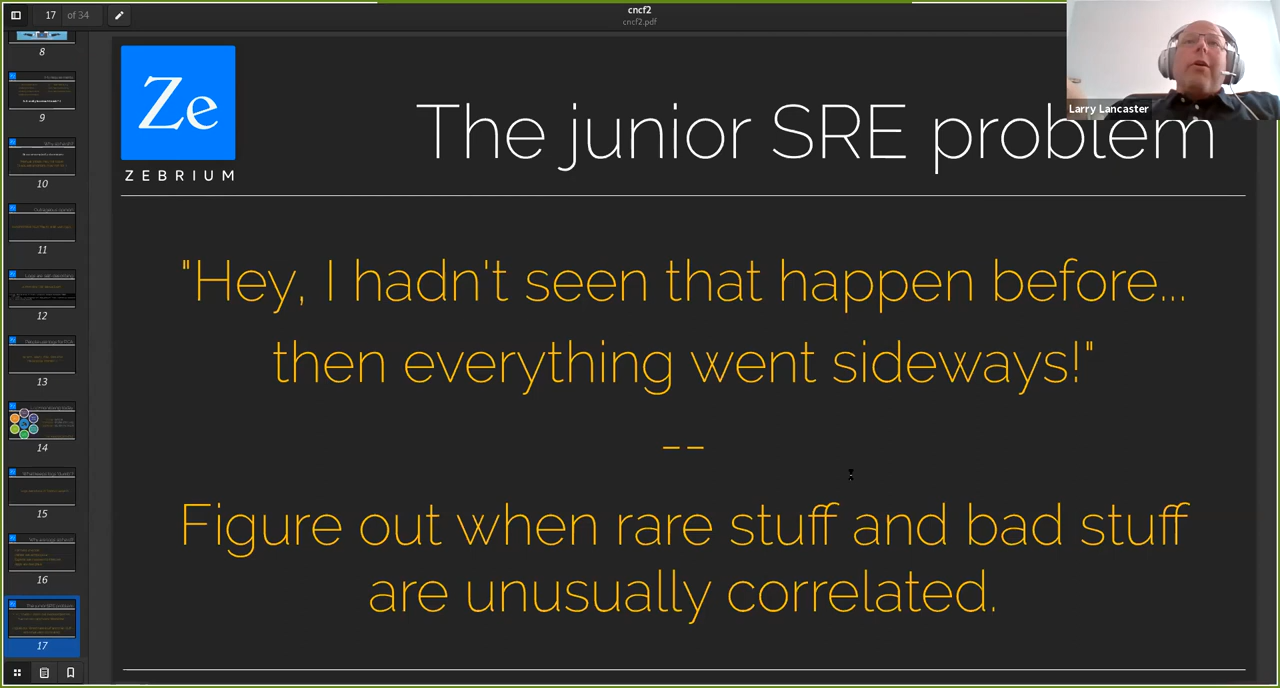 17 of 34
cncf2
cncf2.pdf
Larry Lancaster
Ze
ZEBRIUM
The junior SRE problem
"Hey, I hadn't seen that happen before...
then everything went sideways!"
--
Figure out when rare stuff and bad stuff
are unusually correlated.
8
9
10
11
12
13
14
15
16
17